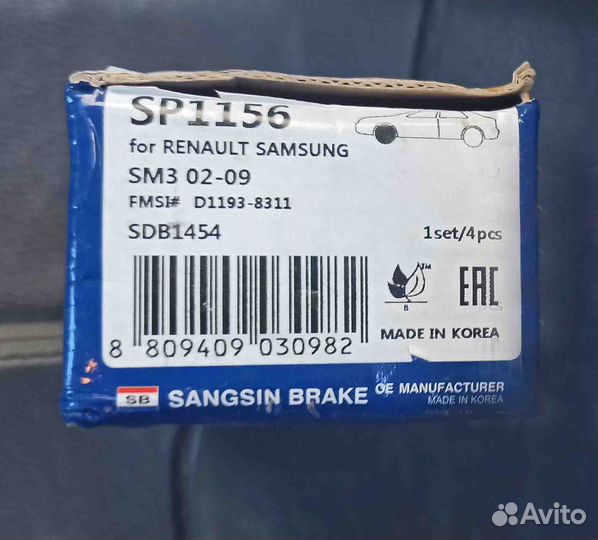 SP1156
for RENAULT SAMSUNG
SM3 02-09
FMSI# D1193-8311
SDB1454
1set/4pcs
TM
B
EAC
MADE IN KOREA
8 809409 030982
SB SANGSIN BRAKE OE MANUFACTURER
MADE IN KOREA
Avito